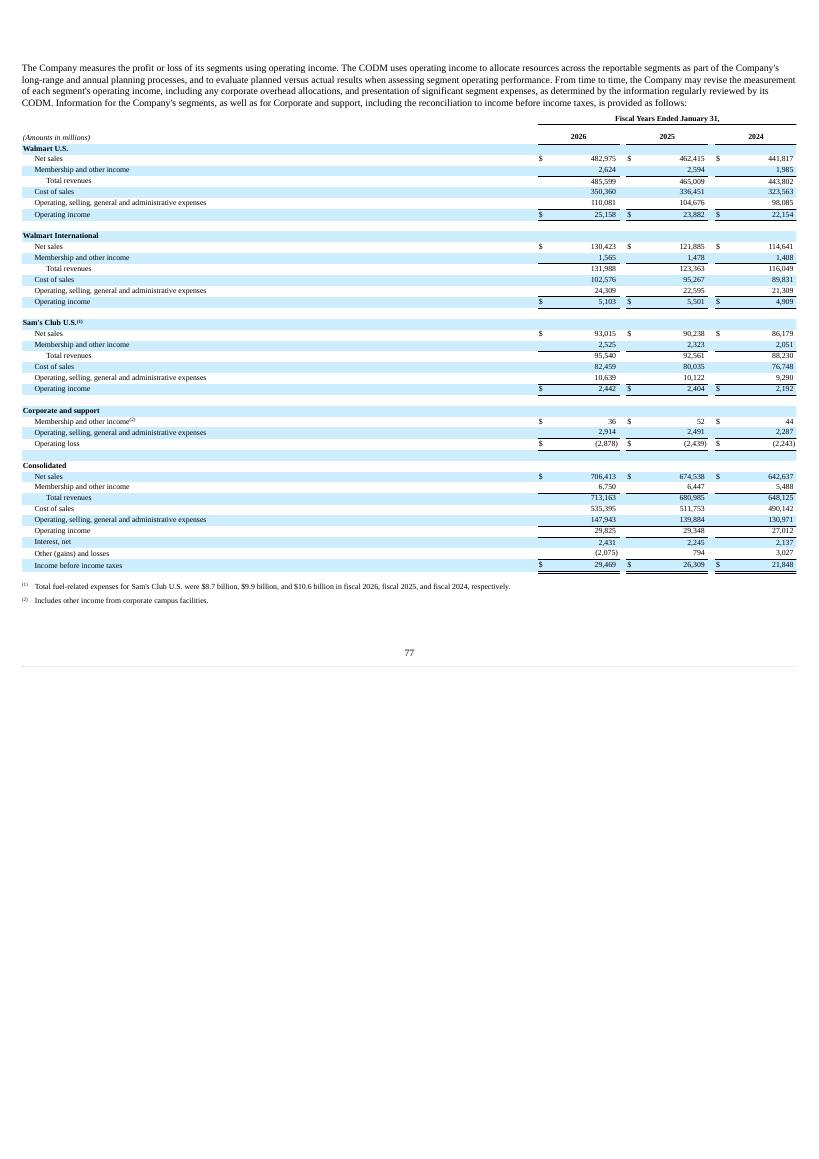 The Company measures the profit or loss of its segments using operating income. The CODM uses operating income to allocate resources across the reportable segments as part of the Company's
long-range and annual planning processes, and to evaluate planned versus actual results when assessing segment operating performance. From time to time, the Company may revise the measurement
of each segment's operating income, including any corporate overhead allocations, and presentation of significant segment expenses, as determined by the information regularly reviewed by its
CODM. Information for the Company's segments, as well as for Corporate and support, including the reconciliation to income before income taxes, is provided as follows:
Fiscal Years Ended January 31,
(Amounts in millions) 2026 2025 2024
Walmart U.S.
Net sales $ 482,975 $ 462,415 $ 441,817
Membership and other income 2,624 2,594 1,985
Total revenues 485,599 465,009 443,802
Cost of sales 350,360 336,451 323,563
Operating, selling, general and administrative expenses 110,081 104,676 98,085
Operating income $ 25,158 $ 23,882 $ 22,154
Walmart International
Net sales $ 130,423 $ 121,885 $ 114,641
Membership and other income 1,565 1,478 1,408
Total revenues 131,988 123,363 116,049
Cost of sales 102,576 95,267 89,831
Operating, selling, general and administrative expenses 24,309 22,595 21,309
Operating income $ 5,103 $ 5,501 $ 4,909
Sam's Club U.S.(1)
Net sales $ 93,015 $ 90,238 $ 86,179
Membership and other income 2,525 2,323 2,051
Total revenues 95,540 92,561 88,230
Cost of sales 82,459 80,035 76,748
Operating, selling, general and administrative expenses 10,639 10,122 9,290
Operating income $ 2,442 $ 2,404 $ 2,192
Corporate and support
Membership and other income(2) $ 36 $ 52 $ 44
Operating, selling, general and administrative expenses 2,914 2,491 2,287
Operating loss $ (2,878) $ (2,439) $ (2,243)
Consolidated
Net sales $ 706,413 $ 674,538 $ 642,637
Membership and other income 6,750 6,447 5,488
Total revenues 713,163 680,985 648,125
Cost of sales 535,395 511,753 490,142
Operating, selling, general and administrative expenses 147,943 139,884 130,971
Operating income 29,825 29,348 27,012
Interest, net 2,431 2,245 2,137
Other (gains) and losses (2,075) 794 3,027
Income before income taxes $ 29,469 $ 26,309 $ 21,848
(1) Total fuel-related expenses for Sam's Club U.S. were $8.7 billion, $9.9 billion, and $10.6 billion in fiscal 2026, fiscal 2025, and fiscal 2024, respectively.
(2) Includes other income from corporate campus facilities.
77